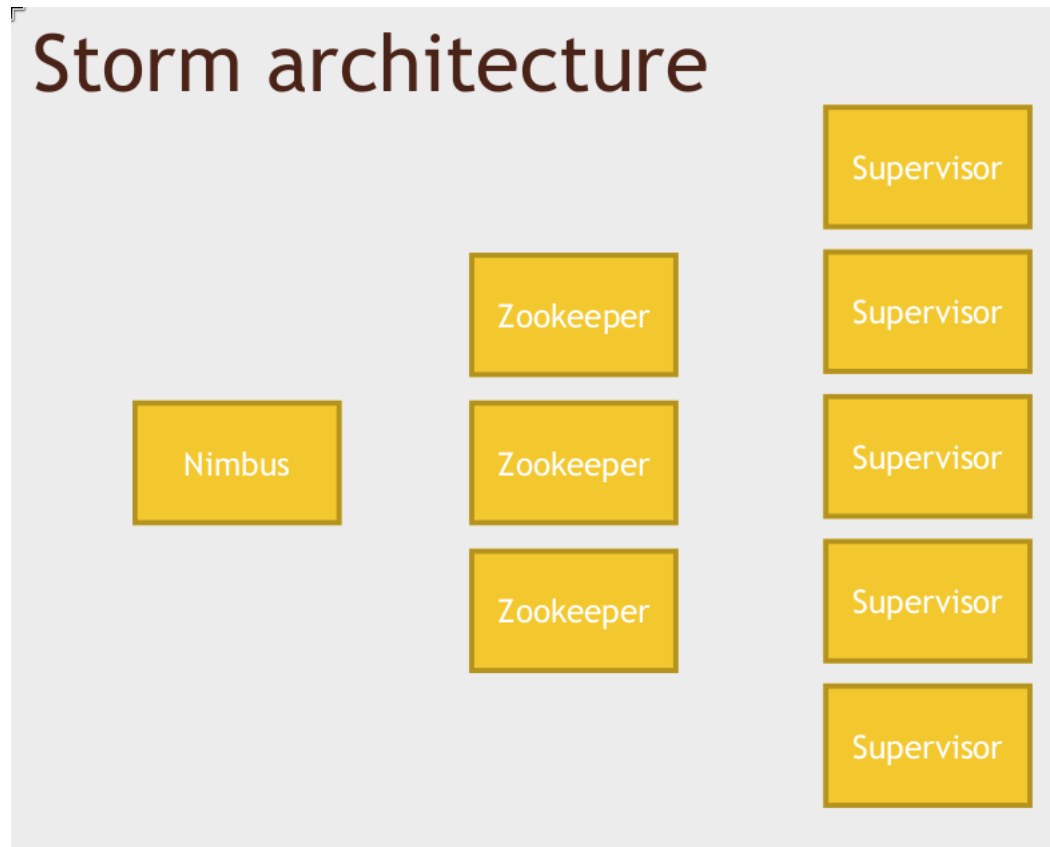 Storm architecture
Supervisor
Zookeeper
Supervisor
Nimbus
Zookeeper
Supervisor
Zookeeper
Supervisor
Supervisor